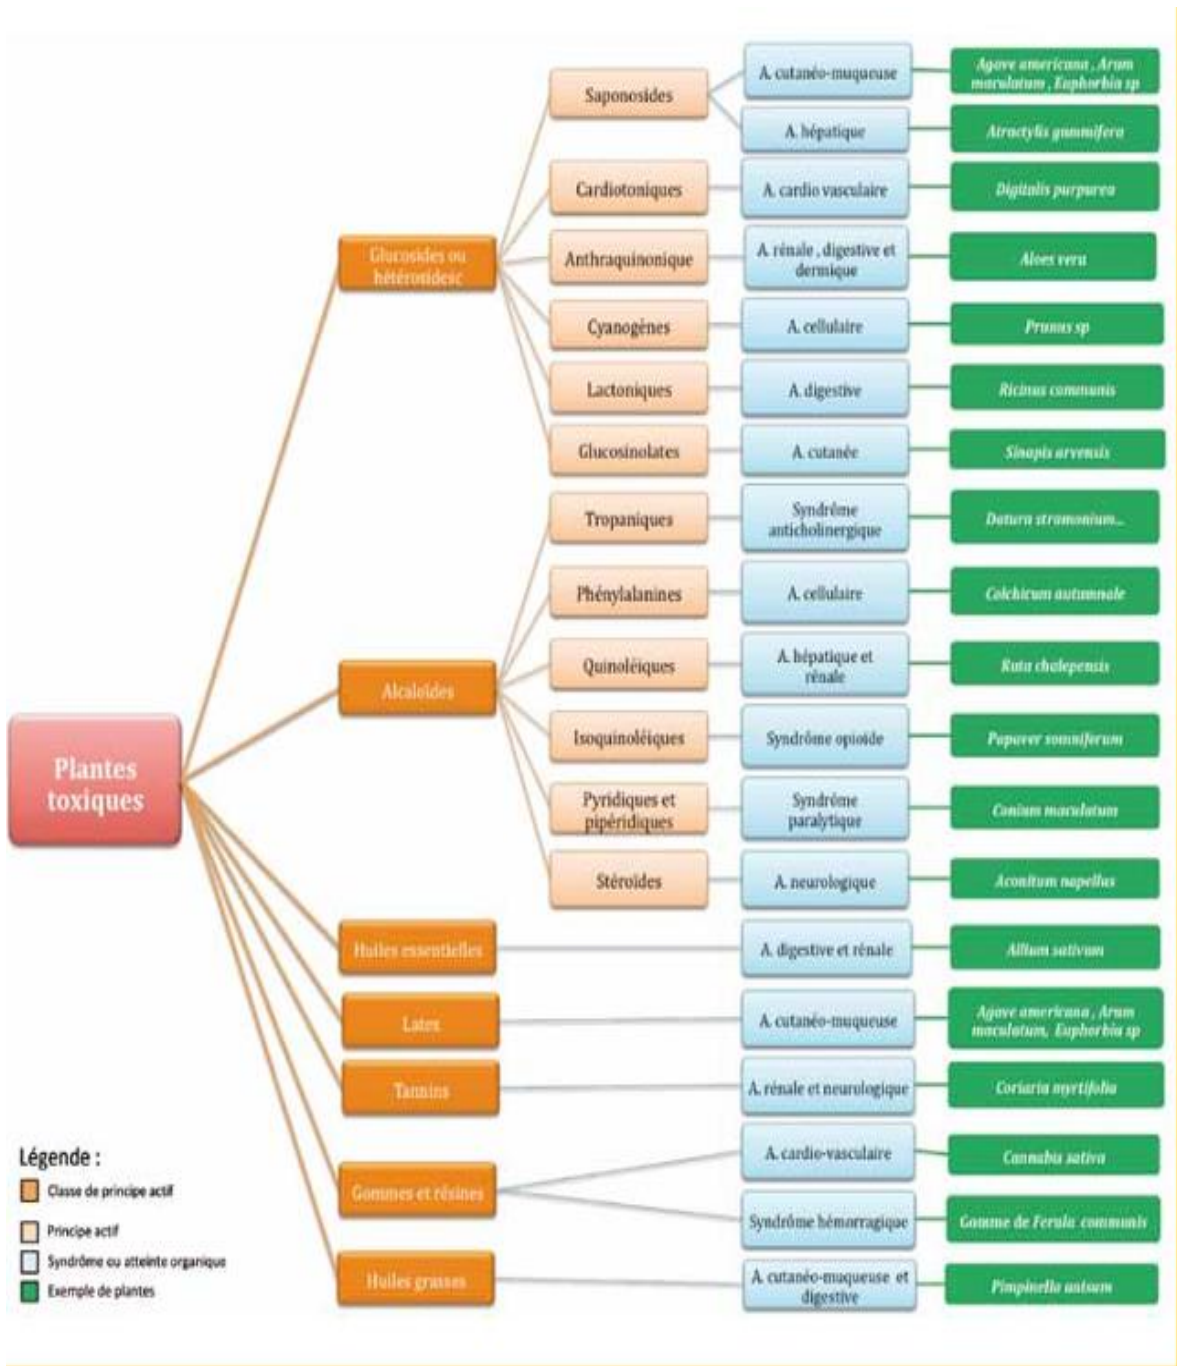 Saponosides
A. cutanéo-muqueuse
Agave americana , Arum
maculatum , Euphorbia sp
A. hépatique
Atractylis gummifera
Cardiotoniques
A. cardio vasculaire
Digitalis purpurea
Glucosides ou
hétérosidesc
Anthraquinonique
A. rénale , digestive et
dermique
Aloes vera
Cyanogènes
A. cellulaire
Prunus sp
Lactoniques
A. digestive
Ricinus communis
Glucosinolates
A. cutanée
Sinapis arvensis
Tropaniques
Syndrôme
anticholinergique
Datura stramonium...
Phénylalanines
A. cellulaire
Colchicum autumnale
Alcaloïdes
Quinoléiques
A. hépatique et
rénale
Ruta chalepensis
Isoquinoléiques
Syndrôme opioïde
Papaver somniferum
Plantes
toxiques
Pyridiques et
pipéridiques
Syndrôme
paralytique
Conium maculatum
Stéroïdes
A. neurologique
Aconitum napellus
Huiles essentielles
A. digestive et rénale
Allium sativum
Latex
A. cutanéo-muqueuse
Agave americana , Arum
maculatum, Euphorbia sp
Tannins
A. rénale et neurologique
Coriaria myrtifolia
Gommes et résines
A. cardio-vasculaire
Cannabis sativa
Syndrôme hémorragique
Gomme de Ferula communis
Huiles grasses
A. cutanéo-muqueuse et
digestive
Pimpinella anisum
Légende :
Classe de principe actif
Principe actif
Syndrôme ou atteinte organique
Exemple de plantes